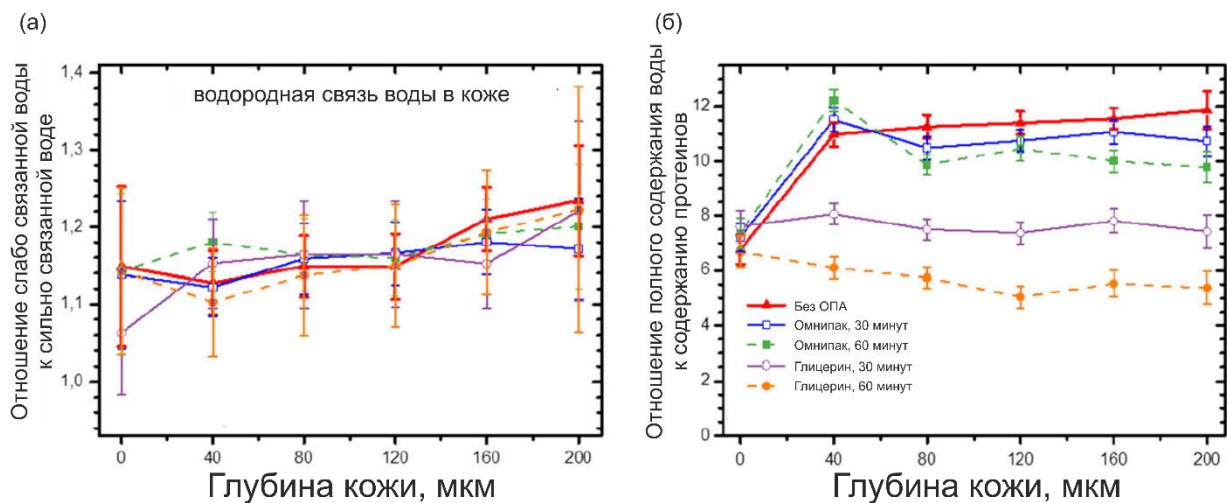 (а)
Отношение слабо связанной воды
к сильно связанной воде
1,4
1,3
1,2
1,1
1,0
водородная связь воды в коже
0 40 80 120 160 200
Глубина кожи, мкм
(б)
Отношение полного содержания воды
к содержанию протеинов
12
10
8
6
4
2
0
Без ОПА
Омнипак, 30 минут
Омнипак, 60 минут
Глицерин, 30 минут
Глицерин, 60 минут
0 40 80 120 160 200
Глубина кожи, мкм